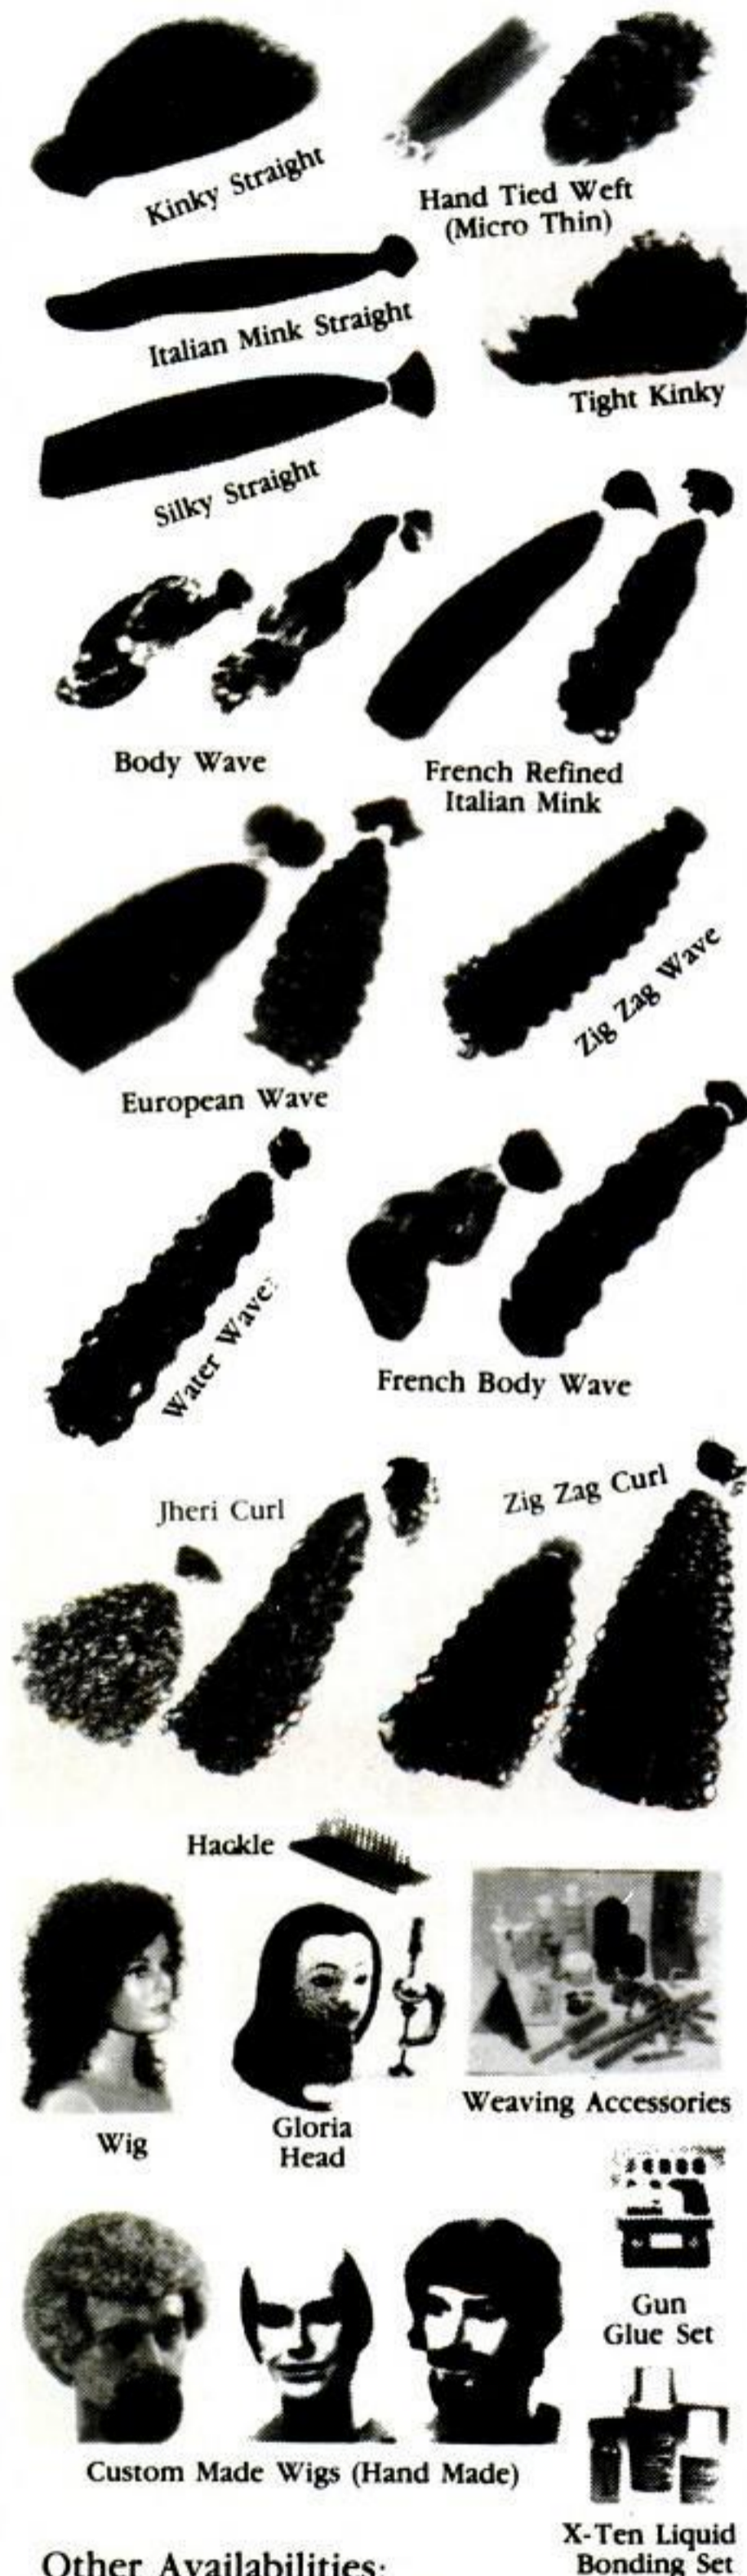 Kinky Straight
Hand Tied Weft
(Micro Thin)
Italian Mink Straight
Tight Kinky
Silky Straight
Body Wave
French Refined
Italian Mink
European Wave
Zig Zag Wave
Water Wave
French Body Wave
Jheri Curl
Zig Zag Curl
Hackle
Wig
Gloria
Head
Weaving Accessories
Gun
Glue Set
Custom Made Wigs (Hand Made)
X-Ten Liquid
Bonding Set
Other Availabilities: